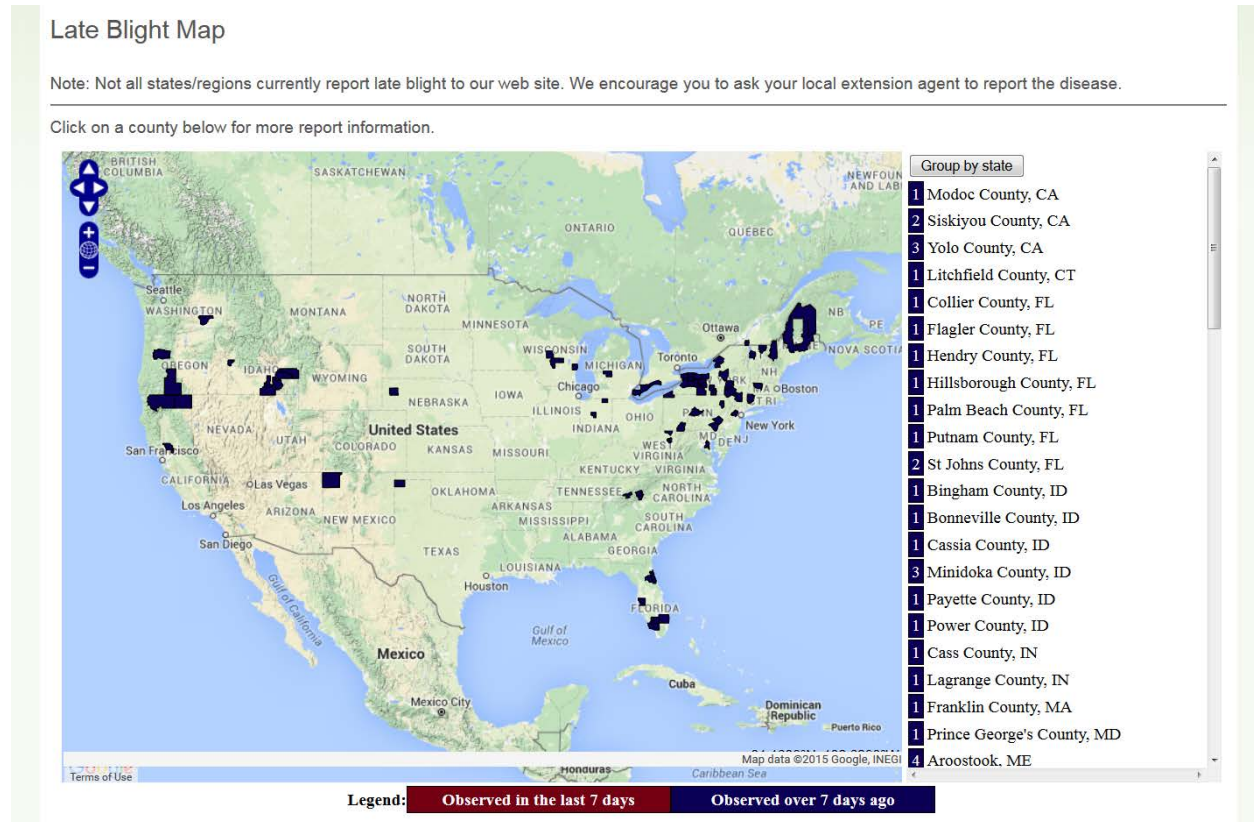 Late Blight Map
Note: Not all states/regions currently report late blight to our web site. We encourage you to ask your local extension agent to report the disease.
Click on a county below for more report information.
BRITISH
COLUMBIA
SASKATCHEWAN
ONTARIO
QUEBEC
NEWFOUN
AND LAB
Seattle
WASHINGTON
MONTANA
NORTH
DAKOTA
MINNESOTA
Ottawa
NB
PE
NOVA SCOTIA
OREGON
IDAHO
WYOMING
SOUTH
DAKOTA
WISCONSIN
MICHIGAN
Toronto
NH
Boston
CT RI
NEBRASKA
IOWA
Chicago
ILLINOIS
INDIANA
OHIO
New York
NEVADA
UTAH
COLORADO
United States
KANSAS
MISSOURI
WEST
VIRGINIA
MD
DE NJ
KENTUCKY
VIRGINIA
San Francisco
CALIFORNIA
Las Vegas
Los Angeles
ARIZONA
NEW MEXICO
OKLAHOMA
ARKANSAS
TENNESSEE
NORTH
CAROLINA
MISSISSIPPI
SOUTH
CAROLINA
ALABAMA
GEORGIA
San Diego
TEXAS
LOUISIANA
Houston
FLORIDA
Gulf of
California
Gulf of
Mexico
Mexico
Cuba
Mexico City
Dominican
Republic
Puerto Rico
Honduras
Caribbean Sea
Map data ©2015 Google, INEGI
Terms of Use
Group by state
1 Modoc County, CA
2 Siskiyou County, CA
3 Yolo County, CA
1 Litchfield County, CT
1 Collier County, FL
1 Flagler County, FL
1 Hendry County, FL
1 Hillsborough County, FL
1 Palm Beach County, FL
1 Putnam County, FL
2 St Johns County, FL
1 Bingham County, ID
1 Bonneville County, ID
1 Cassia County, ID
3 Minidoka County, ID
1 Payette County, ID
1 Power County, ID
1 Cass County, IN
1 Lagrange County, IN
1 Franklin County, MA
1 Prince George's County, MD
4 Aroostook, ME
Legend: Observed in the last 7 days Observed over 7 days ago